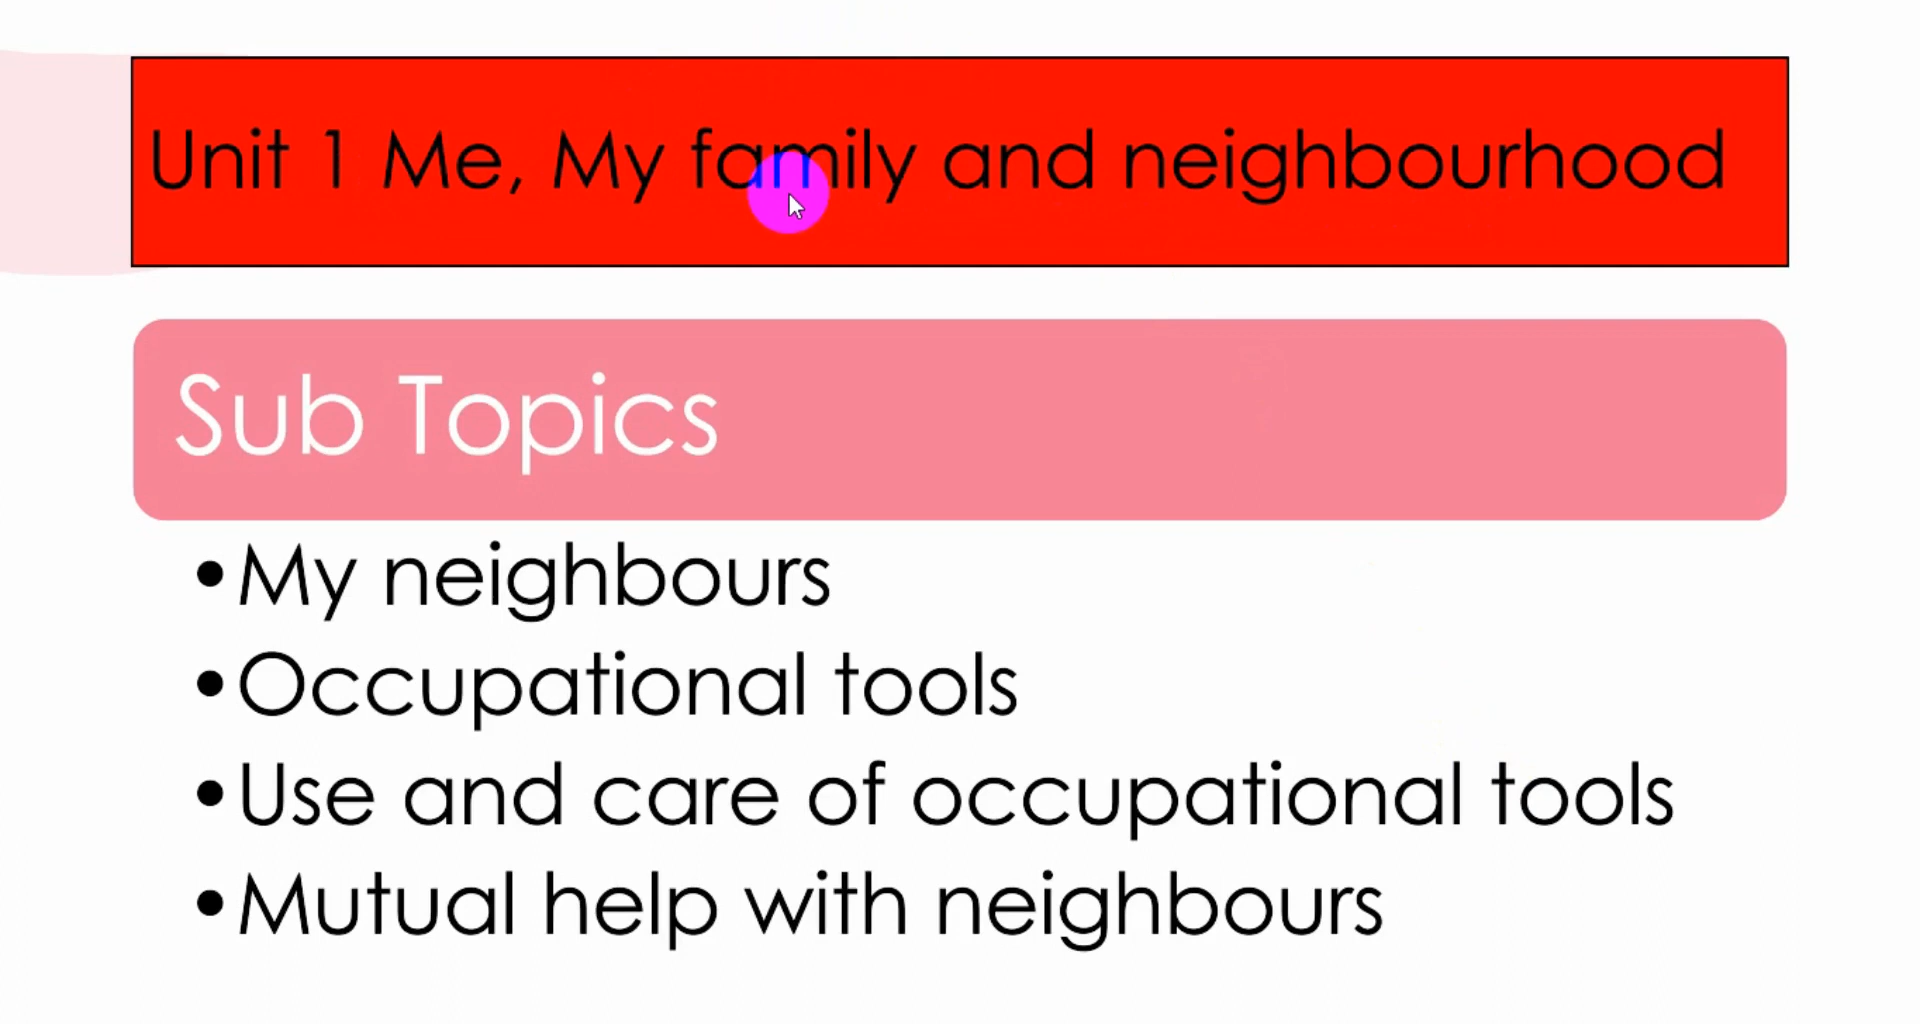 Unit 1 Me, My family and neighbourhood
Sub Topics
•My neighbours
•Occupational tools
•Use and care of occupational tools
•Mutual help with neighbours